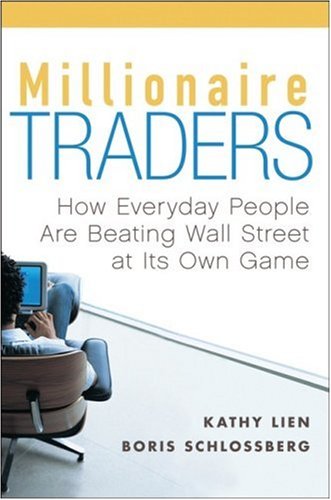 Millionaire
TRADERS
How Everyday People
Are Beating Wall Street
at Its Own Game
KATHY LIEN
BORIS SCHLOSSBERG